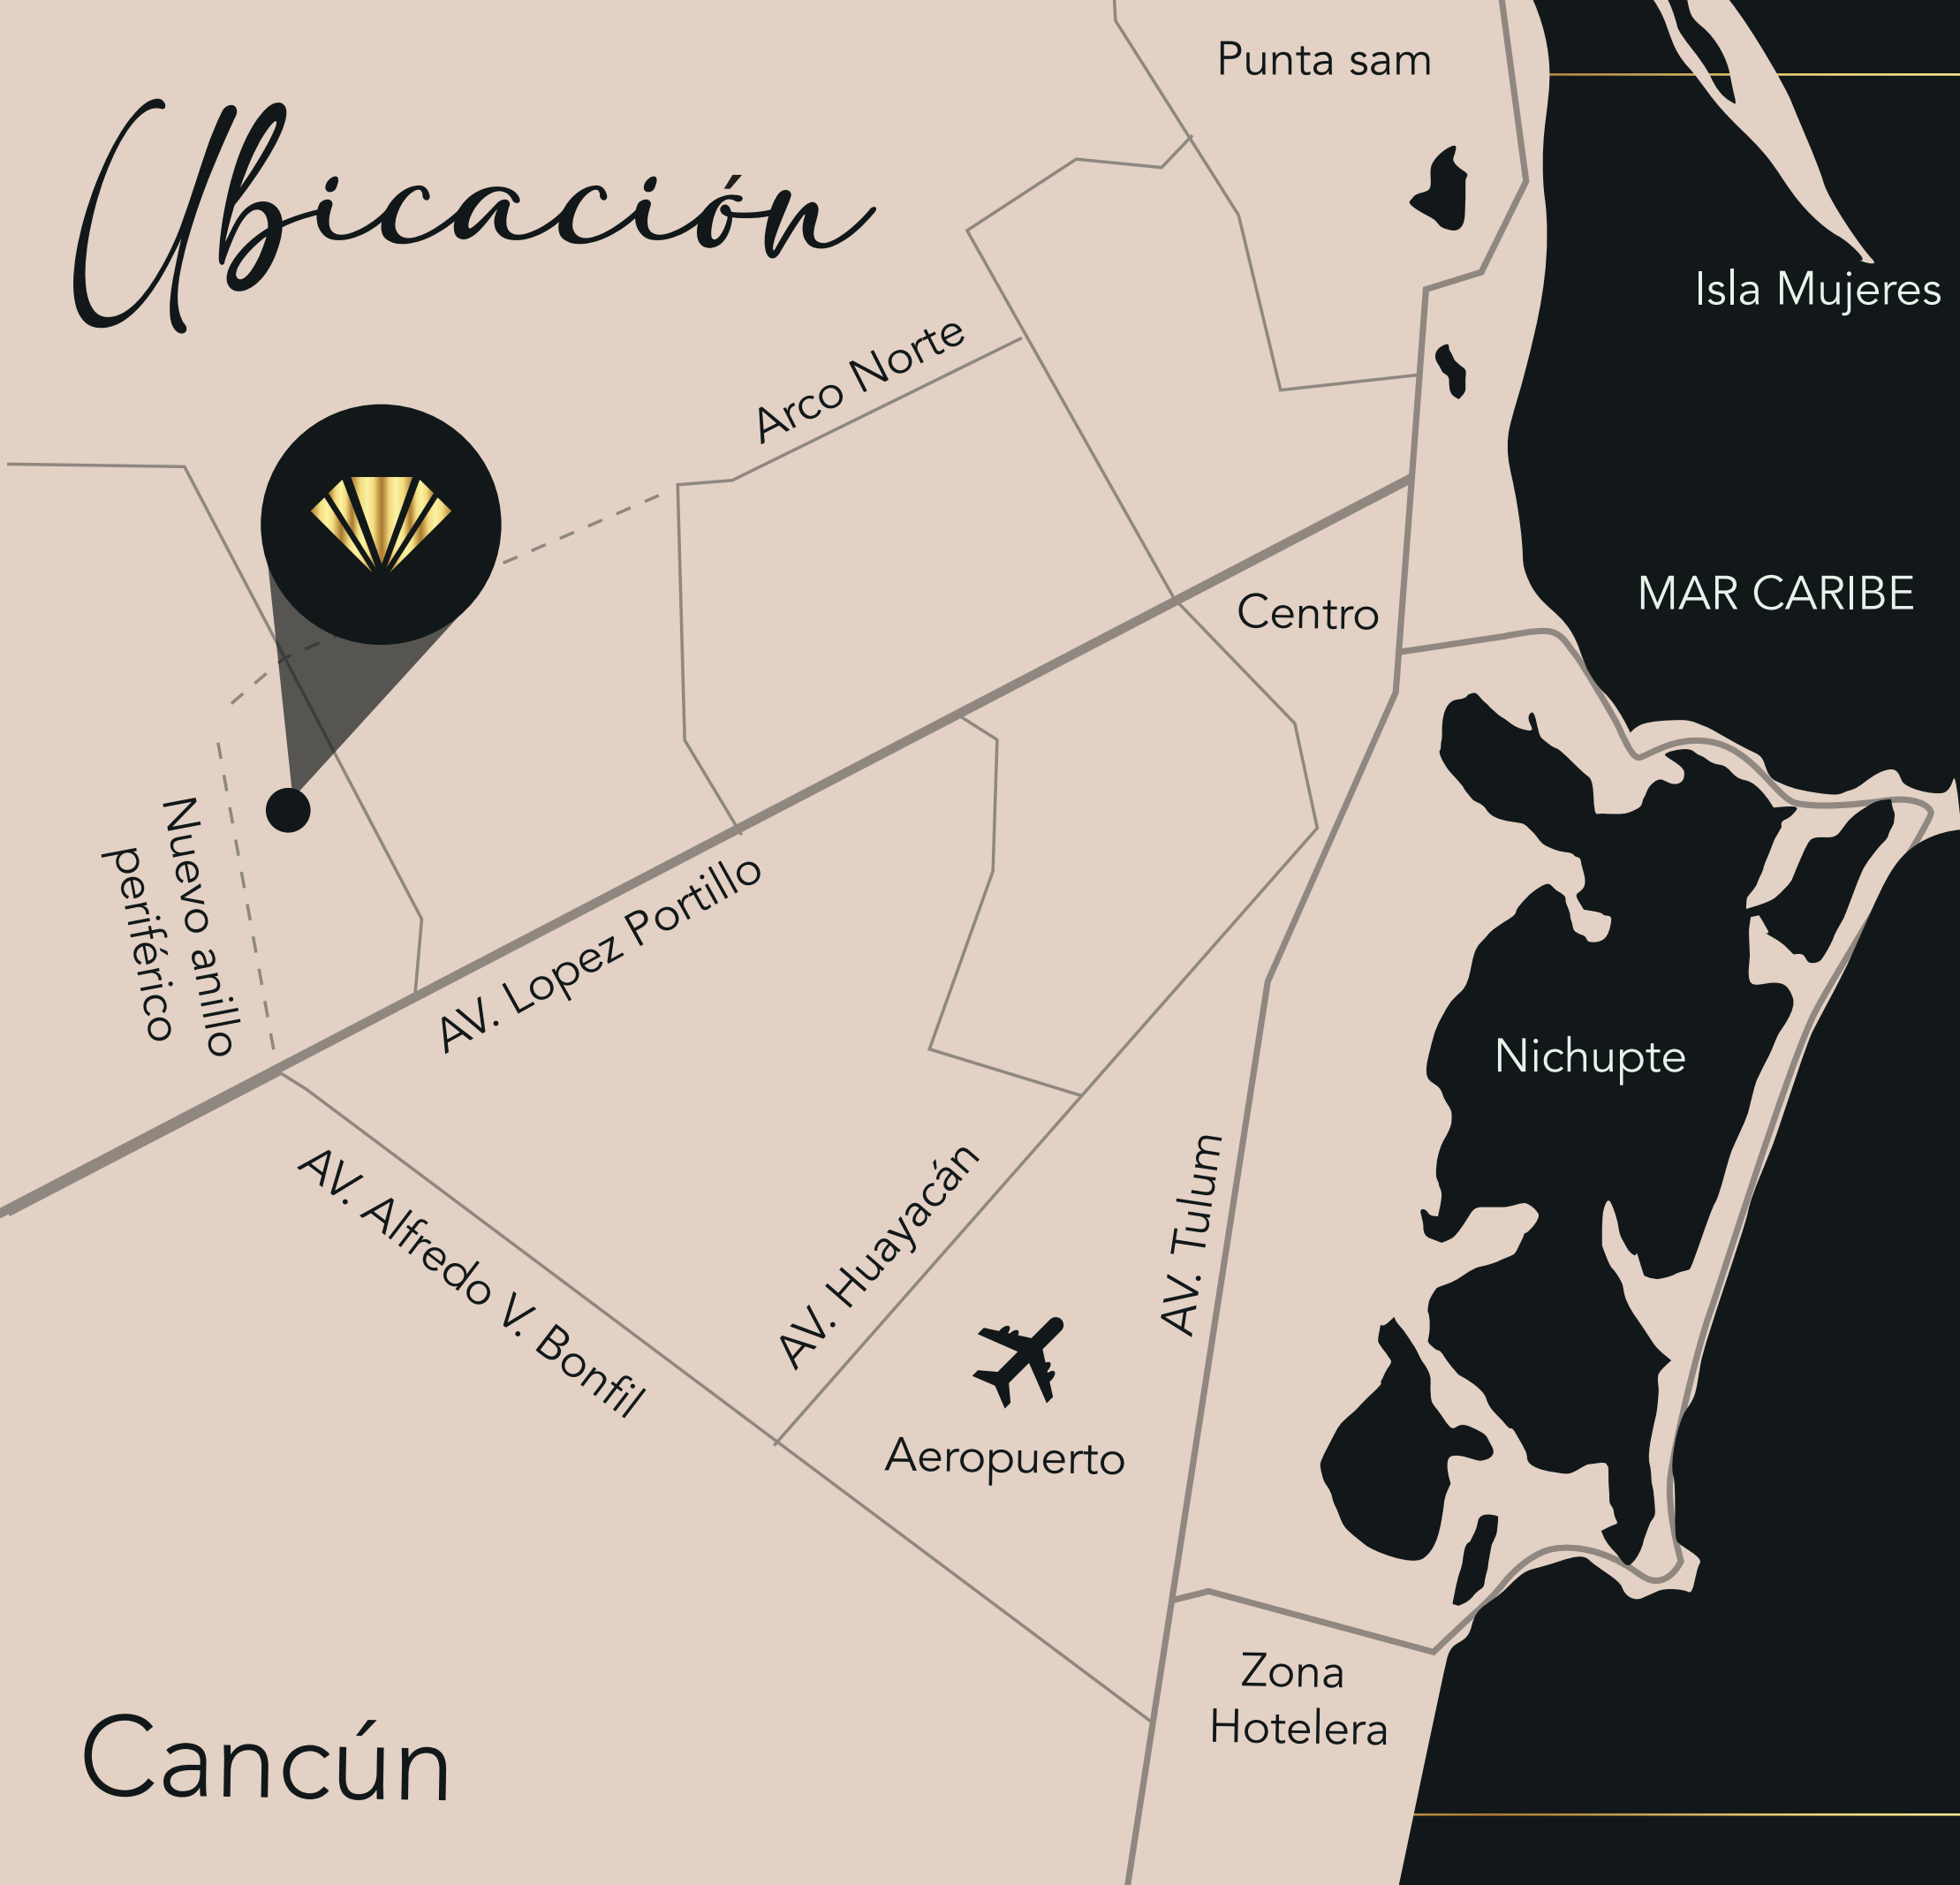 Punta sam
Ubicación
Isla Mujeres
Arco Norte
MAR CARIBE
Centro
Nuevo anillo
periférico
AV. Lopez Portillo
Nichupte
AV. Alfredo V. Bonfil
AV. Huayacán
AV. Tulum
Aeropuerto
Zona
Hotelera
Cancún